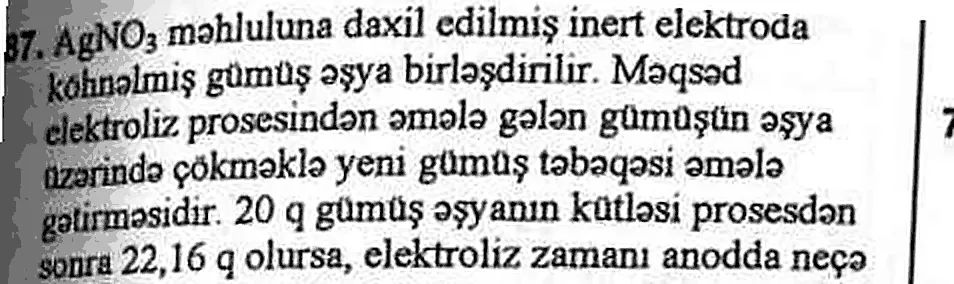 37. AgNO₃ məhluluna daxil edilmiş inert elektroda
köhnəlmiş gümüş əşya birləşdirilir. Məqsəd
elektroliz prosesindən əmələ gələn gümüşün əşya
üzərində çökməklə yeni gümüş təbəqəsi əmələ
gətirməsidir. 20 q gümüş əşyanın kütləsi prosesdən
sonra 22,16 q olursa, elektroliz zamanı anodda neçə